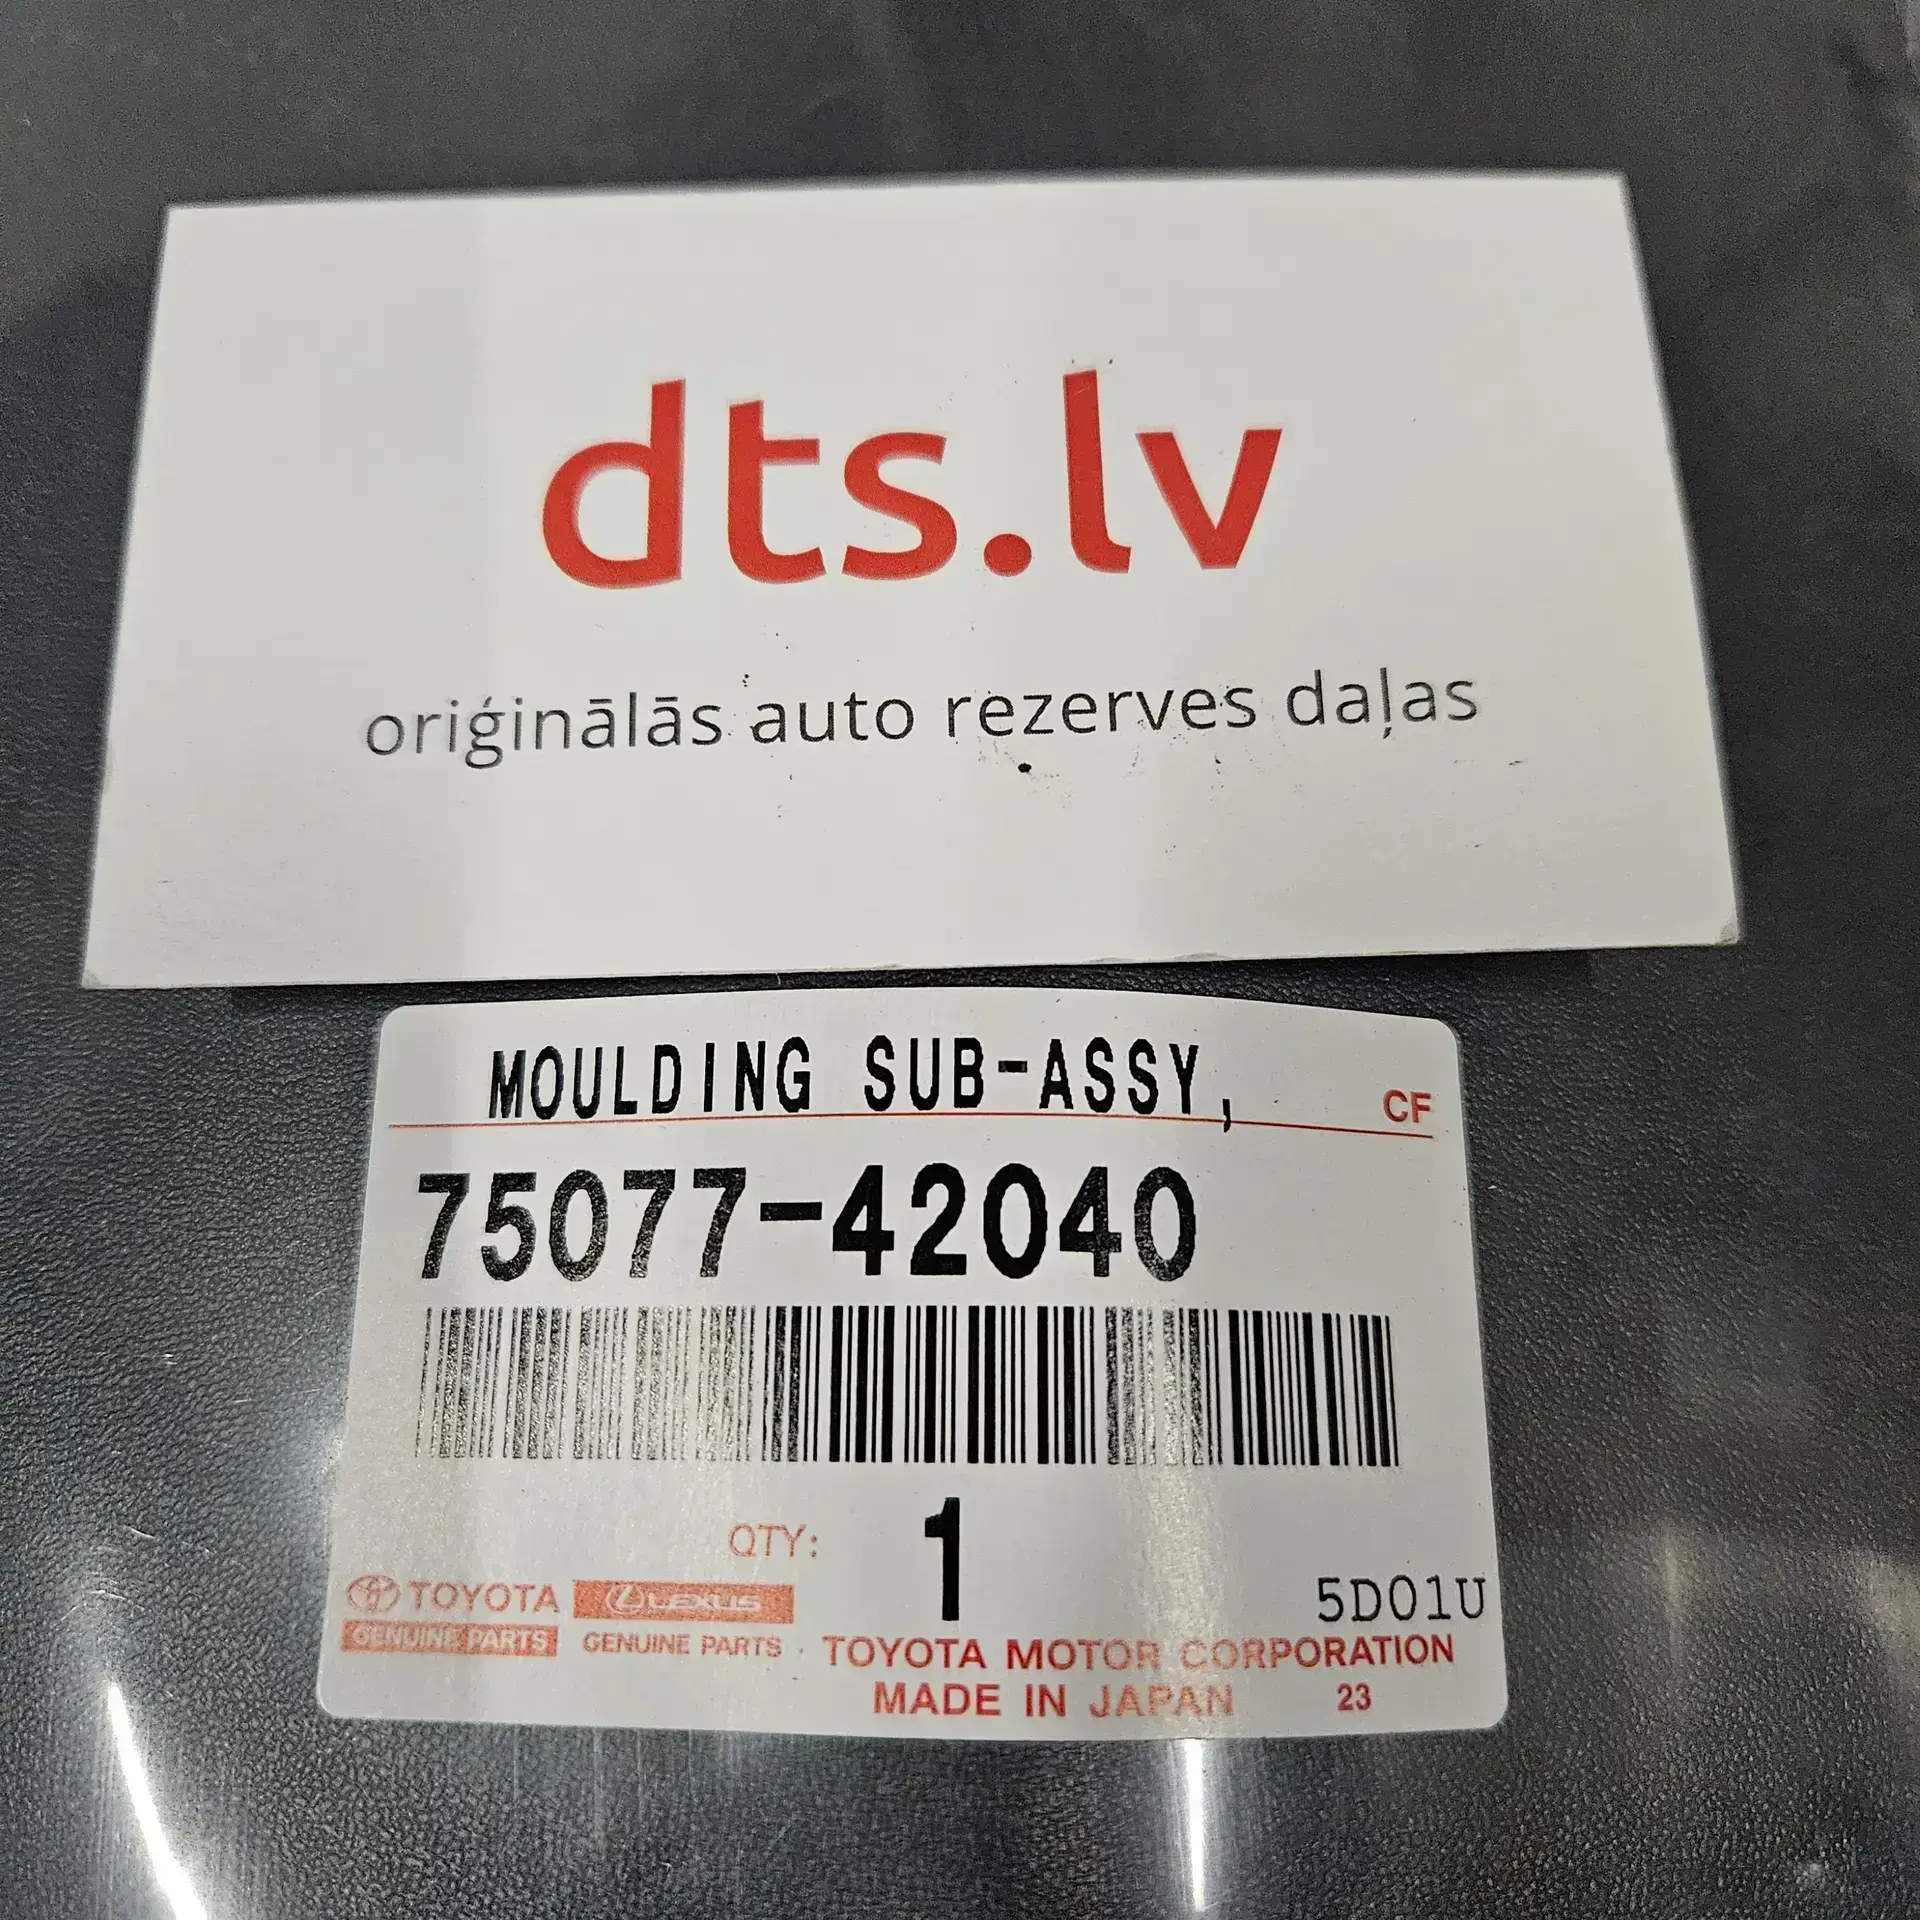 dts.lv
oriģinālās auto rezerves daļas
MOULDING SUB-ASSY,
CF
75077-42040
QTY: 1
5D01U
TOYOTA
GENUINE PARTS
LEXUS
GENUINE PARTS
TOYOTA MOTOR CORPORATION
MADE IN JAPAN 23